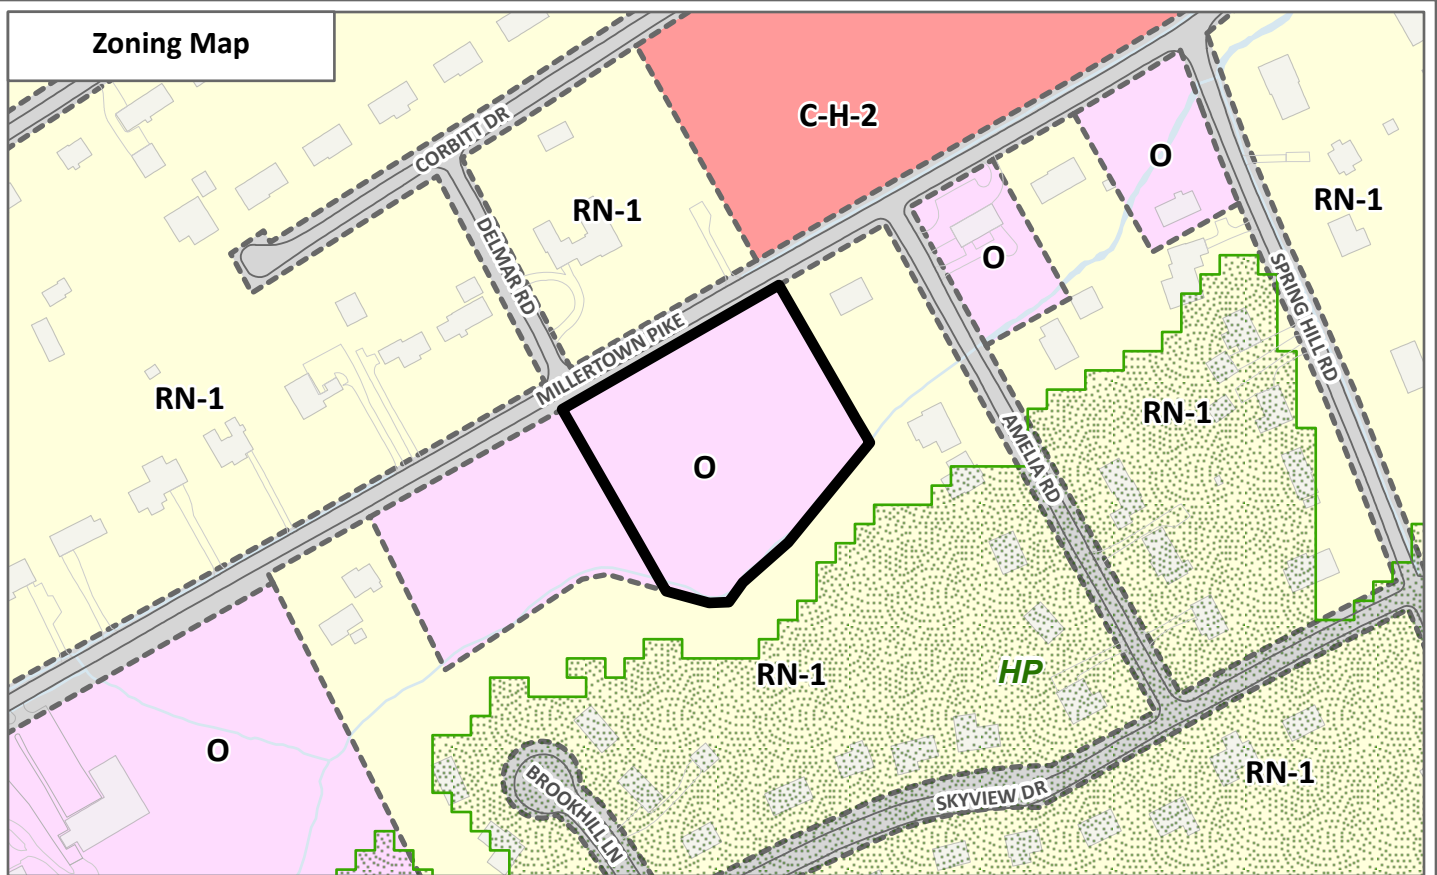 Zoning Map
C-H-2
CORBITT DR
O
RN-1
RN-1
DELMAR RD
O
SPRING HILL RD
MILLERTOWN PIKE
RN-1
RN-1
AMELIA RD
O
RN-1
HP
O
RN-1
SKYVIEW DR
BROOKHILL LN